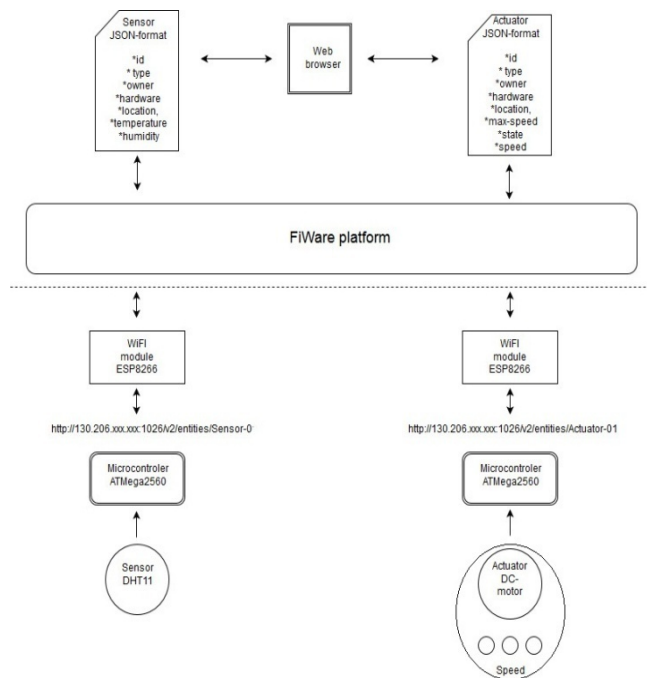 Sensor
JSON-format
*id
* type
*owner
*hardware
*location,
*temperature
*humidity
Web
browser
Actuator
JSON-format
*id
* type
*owner
*hardware
*location,
*max-speed
*state
*speed
FiWare platform
WiFI
module
ESP8266
WiFI
module
ESP8266
http://130.206.xxx.xxx:1026/v2/entities/Sensor-0
http://130.206.xxx.xxx:1026/v2/entities/Actuator-01
Microcontroler
ATMega2560
Microcontroler
ATMega2560
Sensor
DHT11
Actuator
DC-
motor
Speed